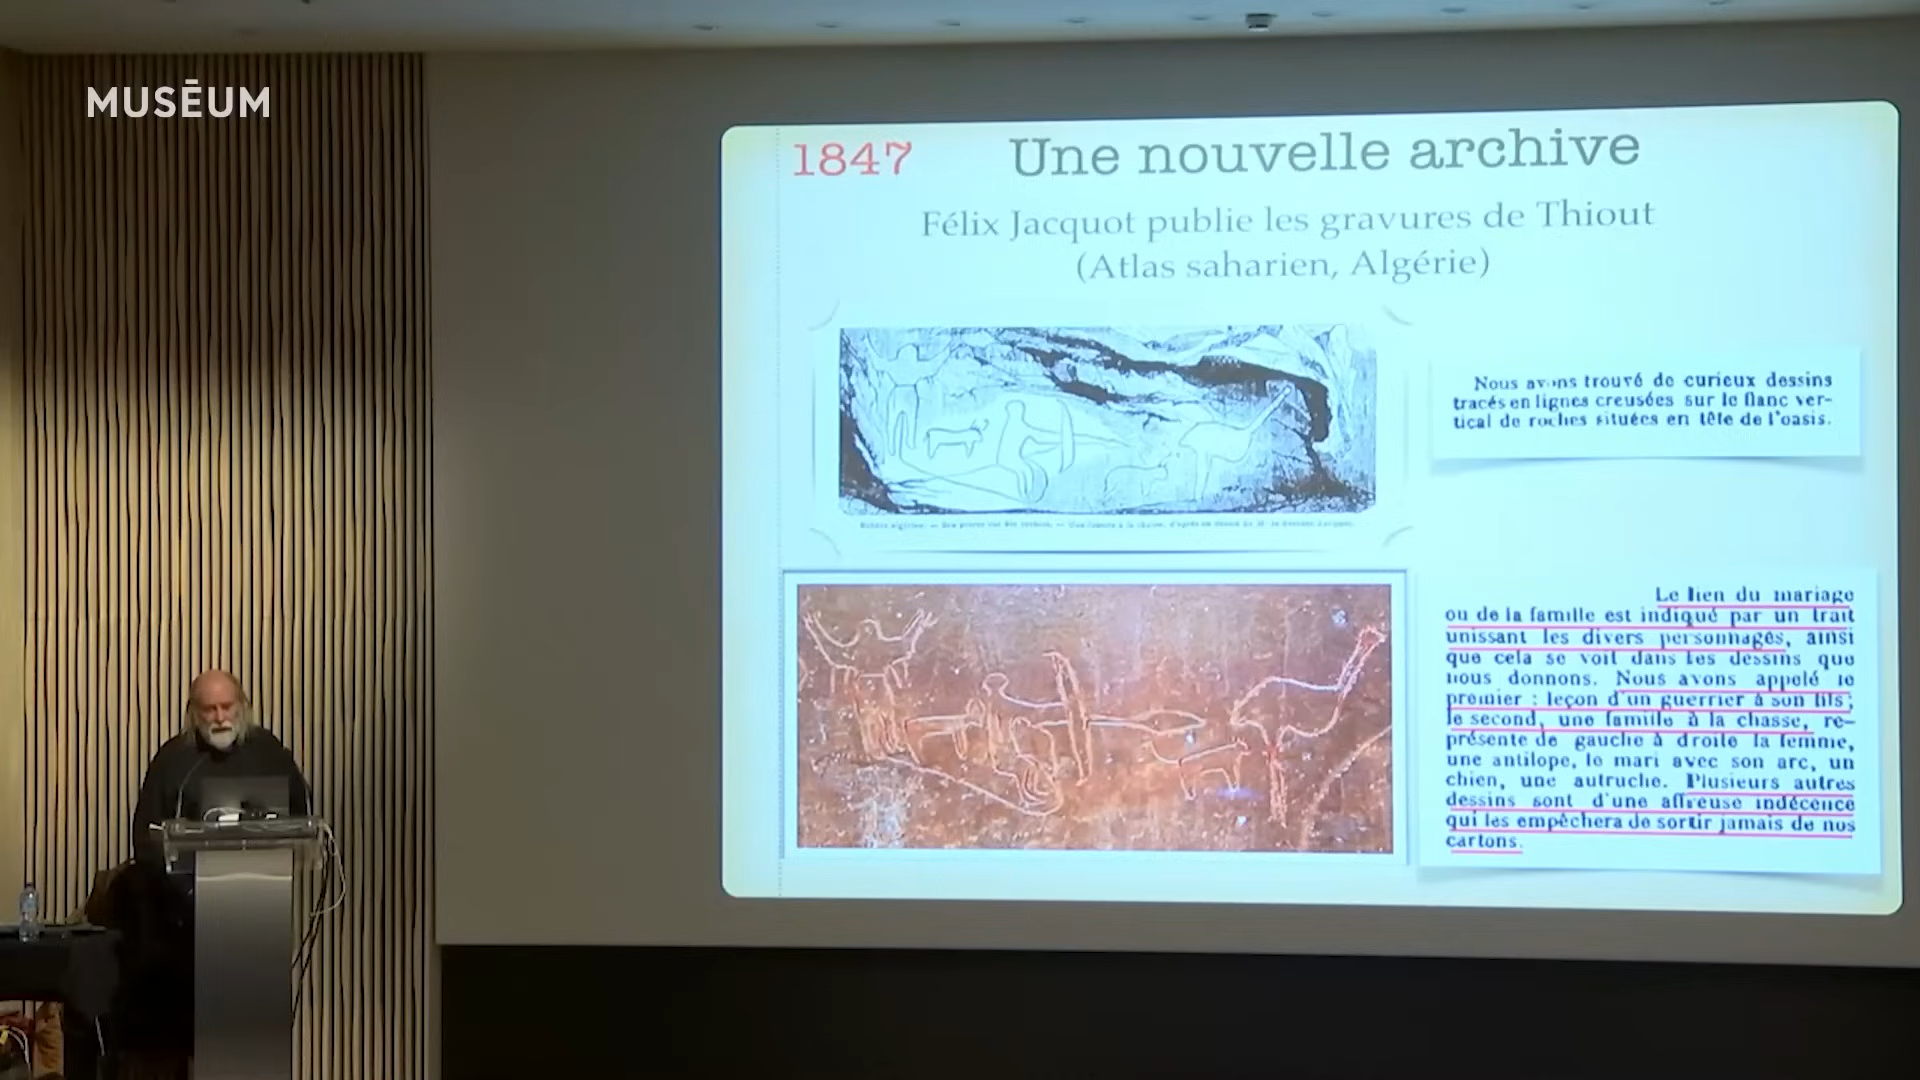 MUSĒUM
1847
Une nouvelle archive
Félix Jacquot publie les gravures de Thiout
(Atlas saharien, Algérie)
Nous avons trouvé de curieux dessins
tracés en lignes creusées sur le flanc ver-
tical de roches situées en tête de l'oasis.
Le lien du mariage
ou de la famille est indiqué par un trait
unissant les divers personnages, ainsi
que cela se voit dans les dessins que
nous donnons. Nous avons appelé le
premier : leçon d'un guerrier à son fils;
le second, une famille à la chasse, re-
présente de gauche à droite la femme,
une antilope, le mari avec son arc, un
chien, une autruche. Plusieurs autres
dessins sont d'une affreuse indécence
qui les empêchera de sortir jamais de nos
cartons.